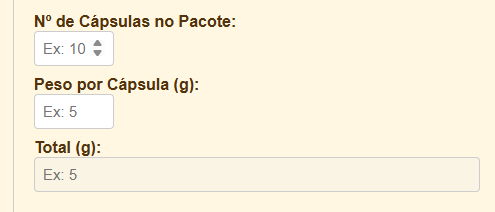 Nº de Cápsulas no Pacote:
Ex: 10
Peso por Cápsula (g):
Ex: 5
Total (g):
Ex: 5